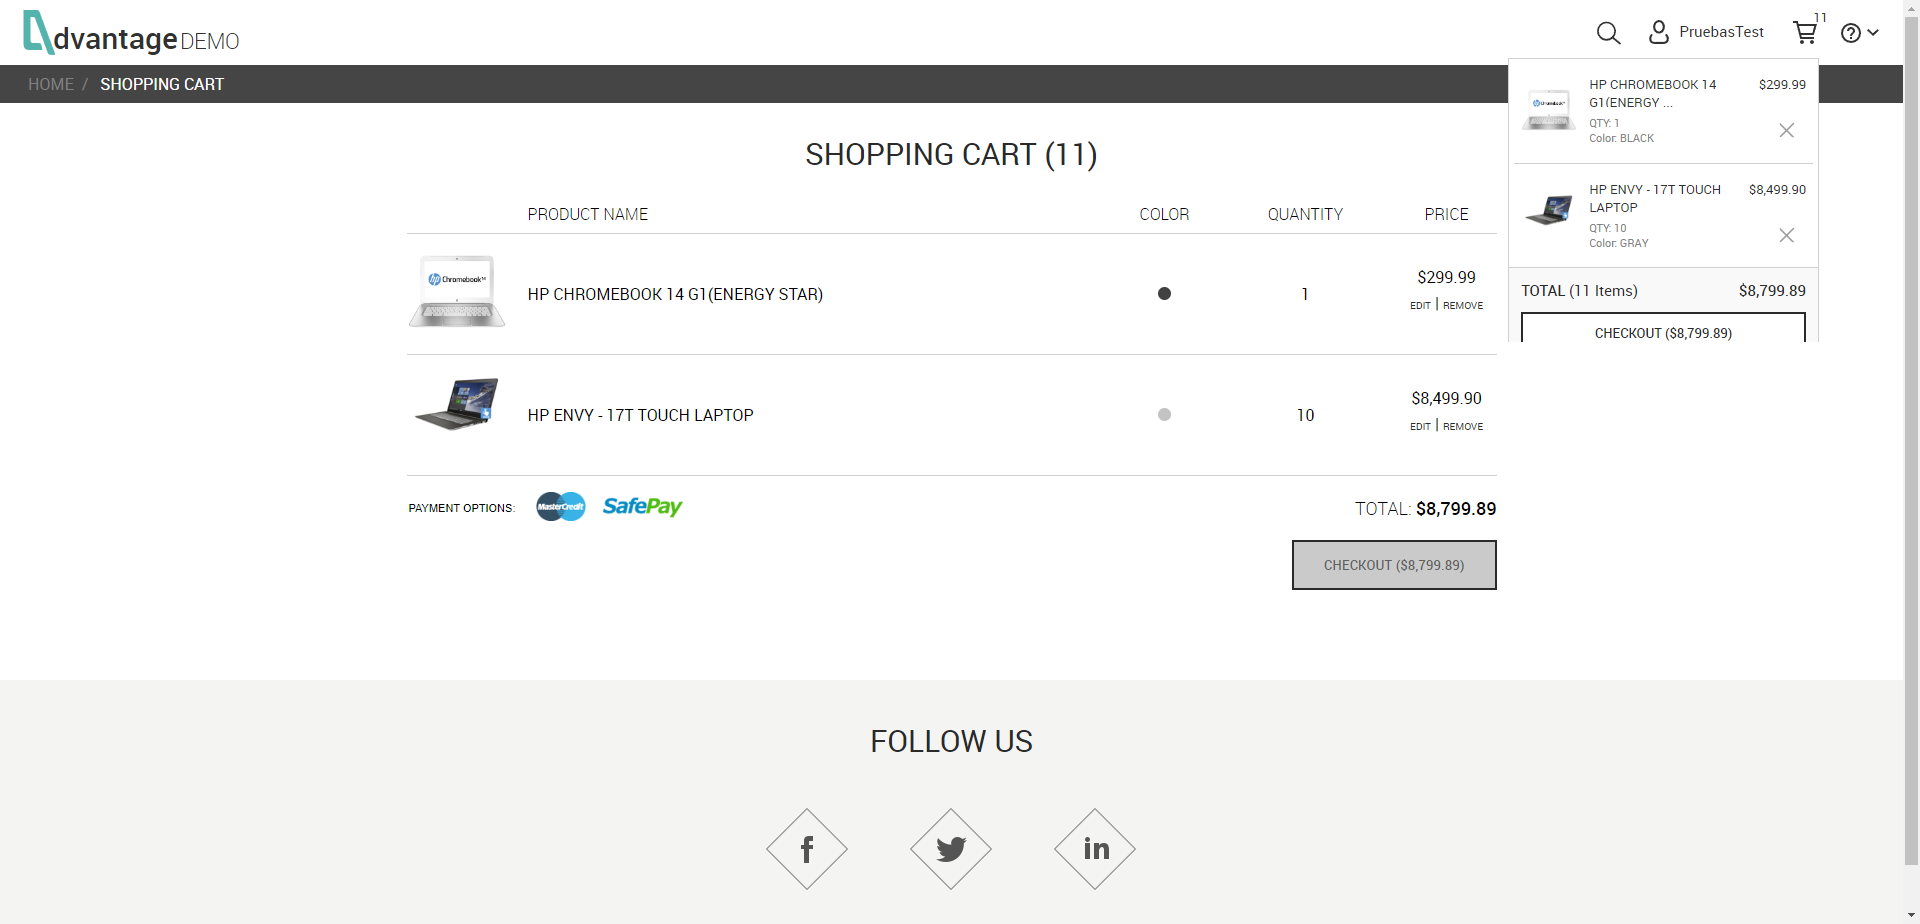 dvantage DEMO
PruebasTest
11
HOME / SHOPPING CART
HP CHROMEBOOK 14 G1(ENERGY ...
$299.99
QTY: 1
Color: BLACK
HP ENVY - 17T TOUCH LAPTOP
$8,499.90
QTY: 10
Color: GRAY
TOTAL (11 Items) $8,799.89
CHECKOUT ($8,799.89)
SHOPPING CART (11)
PRODUCT NAME COLOR QUANTITY PRICE
hp Chromebook
HP CHROMEBOOK 14 G1(ENERGY STAR) 1 $299.99
EDIT | REMOVE
HP ENVY - 17T TOUCH LAPTOP 10 $8,499.90
EDIT | REMOVE
PAYMENT OPTIONS: MasterCredit SafePay
TOTAL: $8,799.89
CHECKOUT ($8,799.89)
FOLLOW US
f
in